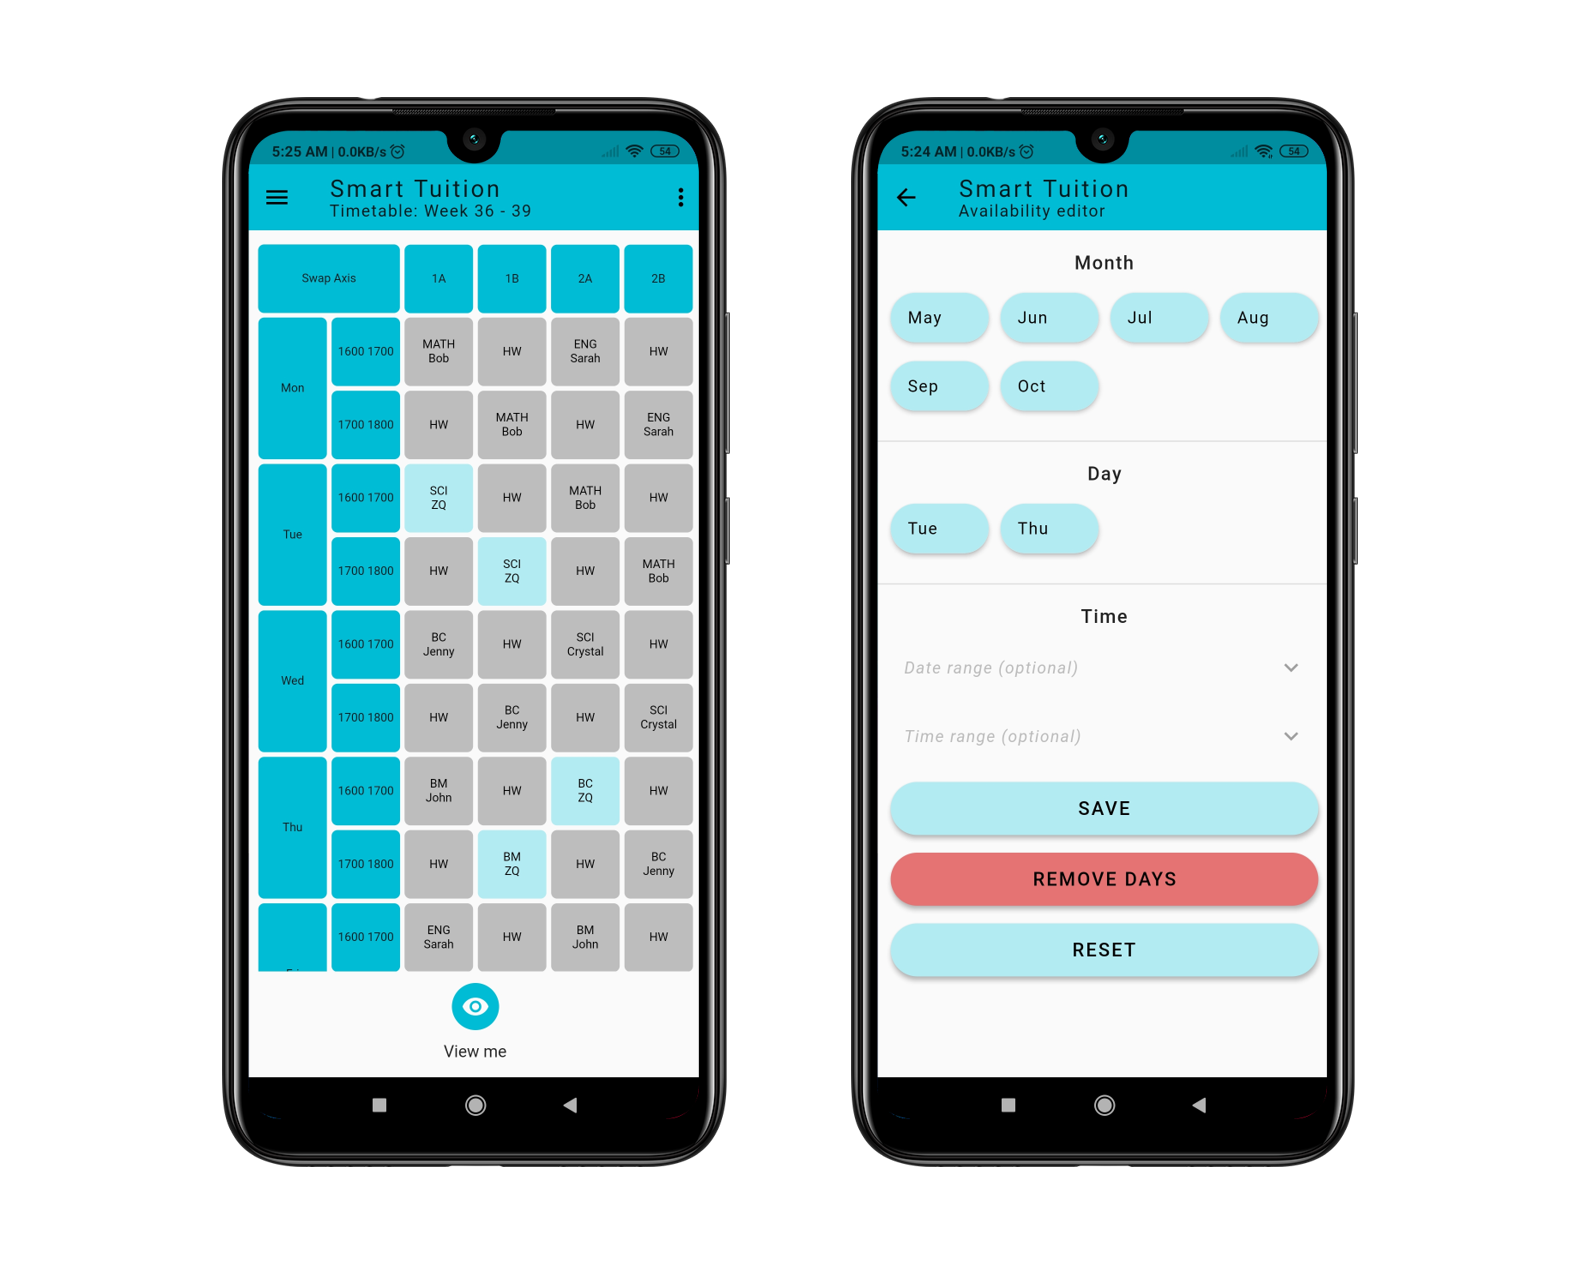 5:25 AM | 0.0KB/s
54
Smart Tuition
Timetable: Week 36 - 39
Swap Axis 1A 1B 2A 2B
Mon
1600 1700 MATH Bob HW ENG Sarah HW
1700 1800 HW MATH Bob HW ENG Sarah
Tue
1600 1700 SCI ZQ HW MATH Bob HW
1700 1800 HW SCI ZQ HW MATH Bob
Wed
1600 1700 BC Jenny HW SCI Crystal HW
1700 1800 HW BC Jenny HW SCI Crystal
Thu
1600 1700 BM John HW BC ZQ HW
1700 1800 HW BM ZQ HW BC Jenny
1600 1700 ENG Sarah HW BM John HW
View me
5:24 AM | 0.0KB/s
54
Smart Tuition
Availability editor
Month
May Jun Jul Aug
Sep Oct
Day
Tue Thu
Time
Date range (optional)
Time range (optional)
SAVE
REMOVE DAYS
RESET